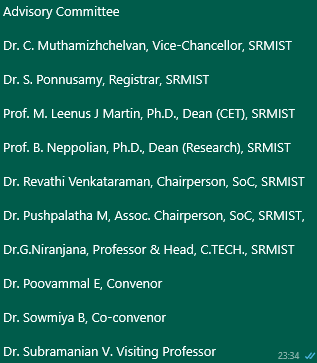 Advisory Committee
Dr. C. Muthamizhchelvan, Vice-Chancellor, SRMIST
Dr. S. Ponnusamy, Registrar, SRMIST
Prof. M. Leenus J Martin, Ph.D., Dean (CET), SRMIST
Prof. B. Neppolian, Ph.D., Dean (Research), SRMIST
Dr. Revathi Venkataraman, Chairperson, SoC, SRMIST
Dr. Pushpalatha M, Assoc. Chairperson, SoC, SRMIST,
Dr.G.Niranjana, Professor & Head, C.TECH., SRMIST
Dr. Poovammal E, Convenor
Dr. Sowmiya B, Co-convenor
Dr. Subramanian V. Visiting Professor
23:34